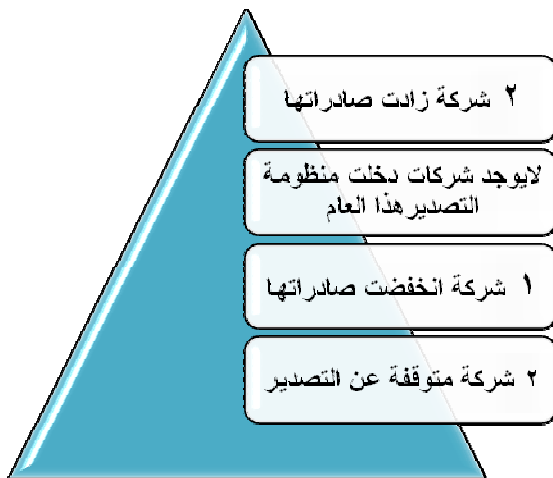 ٢ شركة زادت صادراتها
لايوجد شركات دخلت منظومة
التصديرهذا العام
١ شركة انخفضت صادراتها
٢ شركة متوقفة عن التصدير